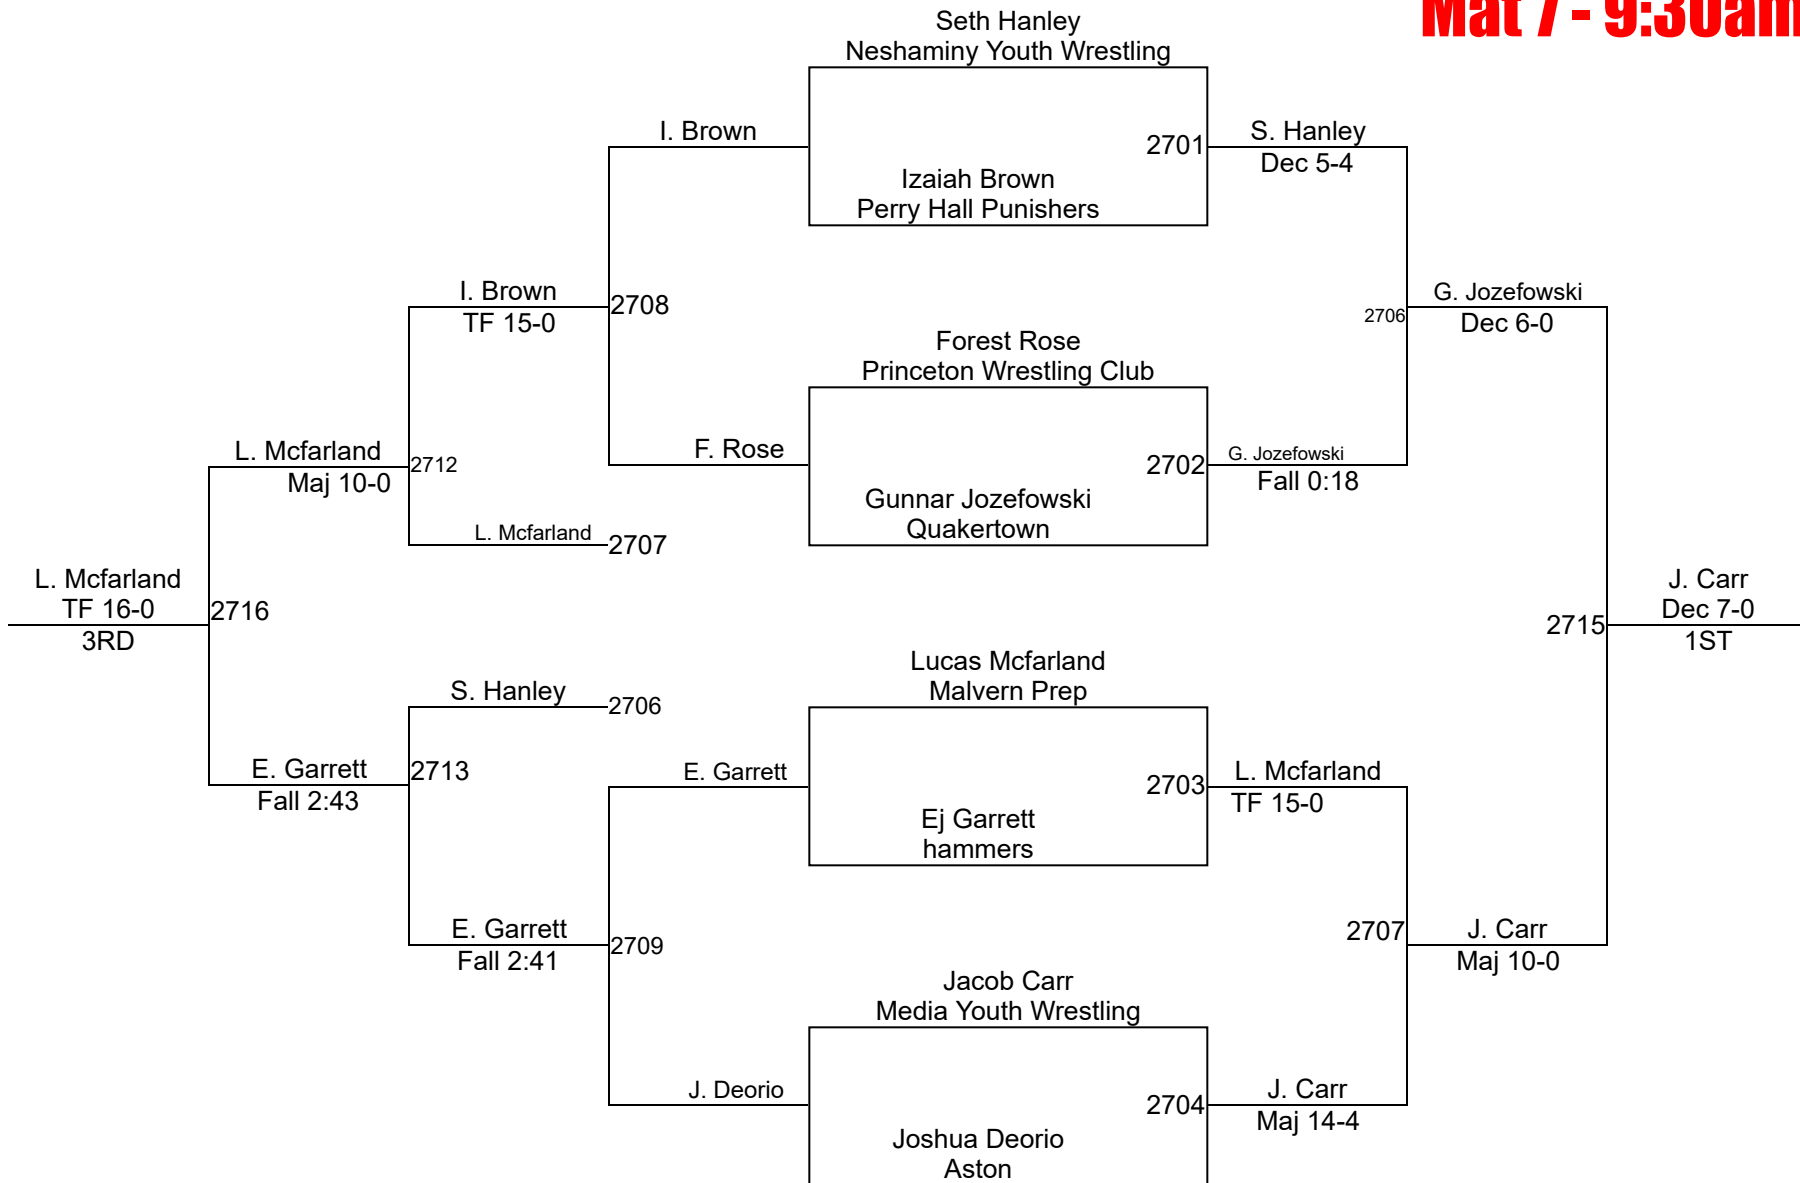 Mat 7 - 9:30am
Seth Hanley
Neshaminy Youth Wrestling
I. Brown
2701
S. Hanley
Dec 5-4
Izaiah Brown
Perry Hall Punishers
I. Brown
TF 15-0
2708
2706
G. Jozefowski
Dec 6-0
Forest Rose
Princeton Wrestling Club
L. Mcfarland
Maj 10-0
2712
F. Rose
2702
G. Jozefowski
Fall 0:18
Gunnar Jozefowski
Quakertown
L. Mcfarland
2707
L. Mcfarland
TF 16-0
3RD
2716
2715
J. Carr
Dec 7-0
1ST
Lucas Mcfarland
Malvern Prep
S. Hanley
2706
E. Garrett
Fall 2:43
2713
E. Garrett
2703
L. Mcfarland
TF 15-0
Ej Garrett
hammers
E. Garrett
Fall 2:41
2709
2707
J. Carr
Maj 10-0
Jacob Carr
Media Youth Wrestling
J. Deorio
2704
J. Carr
Maj 14-4
Joshua Deorio
Aston